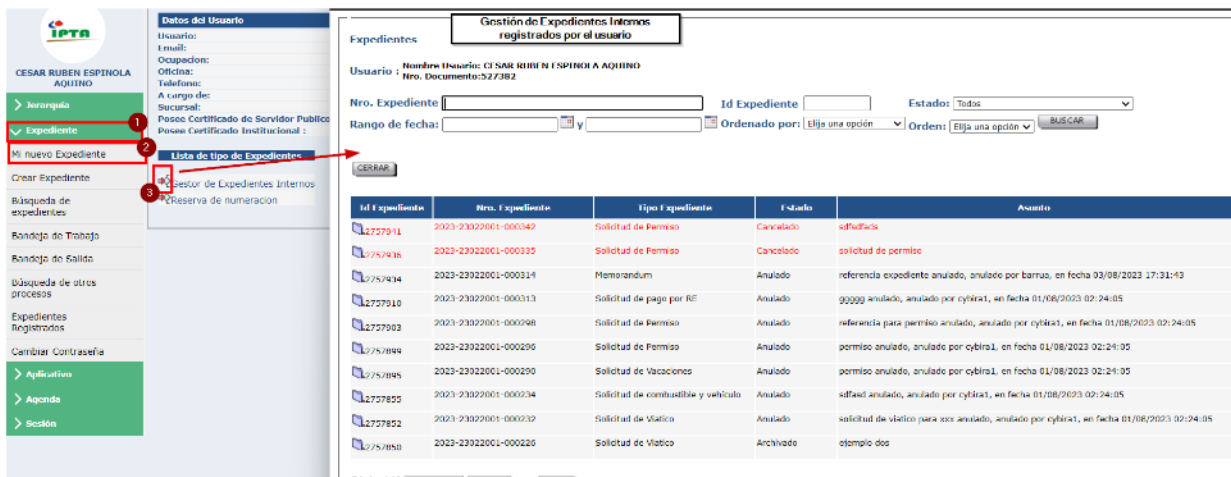 IPTA
CESAR RUBEN ESPINOLA
AQUINO
Jerarquia
Expediente
1
Mi nuevo Expediente
2
Crear Expediente
Búsqueda de
expedientes
Bandeja de Trabajo
Bandeja de Salida
Búsqueda de otros
procesos
Expedientes
Registrados
Cambiar Contraseña
Aplicativo
Agenda
Sesión
Datos del Usuario
Usuario:
Email:
Ocupacion:
Oficina:
Telefono:
A cargo de:
Sucursal:
Posee Certificado de Servidor Publico
Posee Certificado Institucional :
Lista de tipo de Expedientes
3
Gestor de Expedientes Internos
Reserva de numeracion
Gestión de Expedientes Internos
registrados por el usuario
Expedientes
Usuario : Nombre Usuario: CESAR RUBEN ESPINOLA AQUINO
Nro. Documento:527382
Nro. Expediente Id Expediente Estado: Todos
Rango de fecha: y Ordenado por: Elija una opción Orden: Elija una opción BUSCAR
CERRAR
Id Expediente Nro. Expediente Tipo Expediente Estado Asunto
2757941 2023-23022001-000342 Solicitud de Permiso Cancelado sdfsdfads
2757936 2023-23022001-000335 Solicitud de Permiso Cancelado solicitud de permiso
2757934 2023-23022001-000314 Memorandum Anulado referencia expediente anulado, anulado por barrua, en fecha 03/08/2023 17:31:43
2757910 2023-23022001-000313 Solicitud de pago por RE Anulado ggggg anulado, anulado por cybira1, en fecha 01/08/2023 02:24:05
2757903 2023-23022001-000298 Solicitud de Permiso Anulado referencia para permiso anulado, anulado por cybira1, en fecha 01/08/2023 02:24:05
2757899 2023-23022001-000296 Solicitud de Permiso Anulado permiso anulado, anulado por cybira1, en fecha 01/08/2023 02:24:05
2757895 2023-23022001-000290 Solicitud de Vacaciones Anulado permiso anulado, anulado por cybira1, en fecha 01/08/2023 02:24:05
2757855 2023-23022001-000234 Solicitud de combustible y vehículo Anulado sdfasd anulado, anulado por cybira1, en fecha 01/08/2023 02:24:05
2757852 2023-23022001-000232 Solicitud de Viatico Anulado solicitud de viatico para xxx anulado, anulado por cybira1, en fecha 01/08/2023 02:24:05
2757850 2023-23022001-000226 Solicitud de Viatico Archivado ejemplo dos